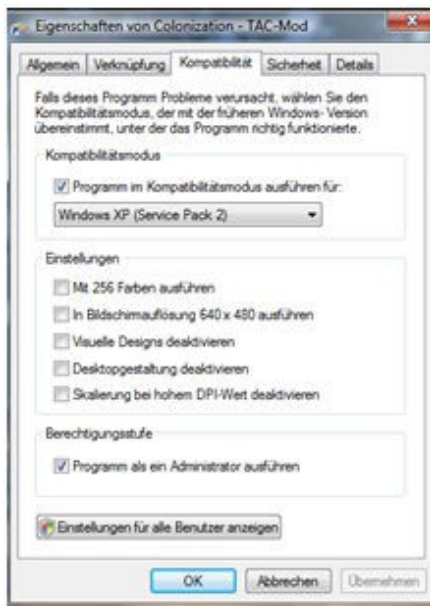 Eigenschaften von Colonization - TAC-Mod
Allgemein Verknüpfung Kompatibilität Sicherheit Details
Falls dieses Programm Probleme verursacht, wählen Sie den
Kompatibilitätsmodus, der mit der früheren Windows-Version
übereinstimmt, unter der das Programm richtig funktionierte.
Kompatibilitätsmodus
Programm im Kompatibilitätsmodus ausführen für:
Windows XP (Service Pack 2)
Einstellungen
Mit 256 Farben ausführen
In Bildschirmauflösung 640 x 480 ausführen
Visuelle Designs deaktivieren
Desktopgestaltung deaktivieren
Skalierung bei hohem DPI-Wert deaktivieren
Berechtigungsstufe
Programm als ein Administrator ausführen
Einstellungen für alle Benutzer anzeigen
OK Abbrechen Übernehmen